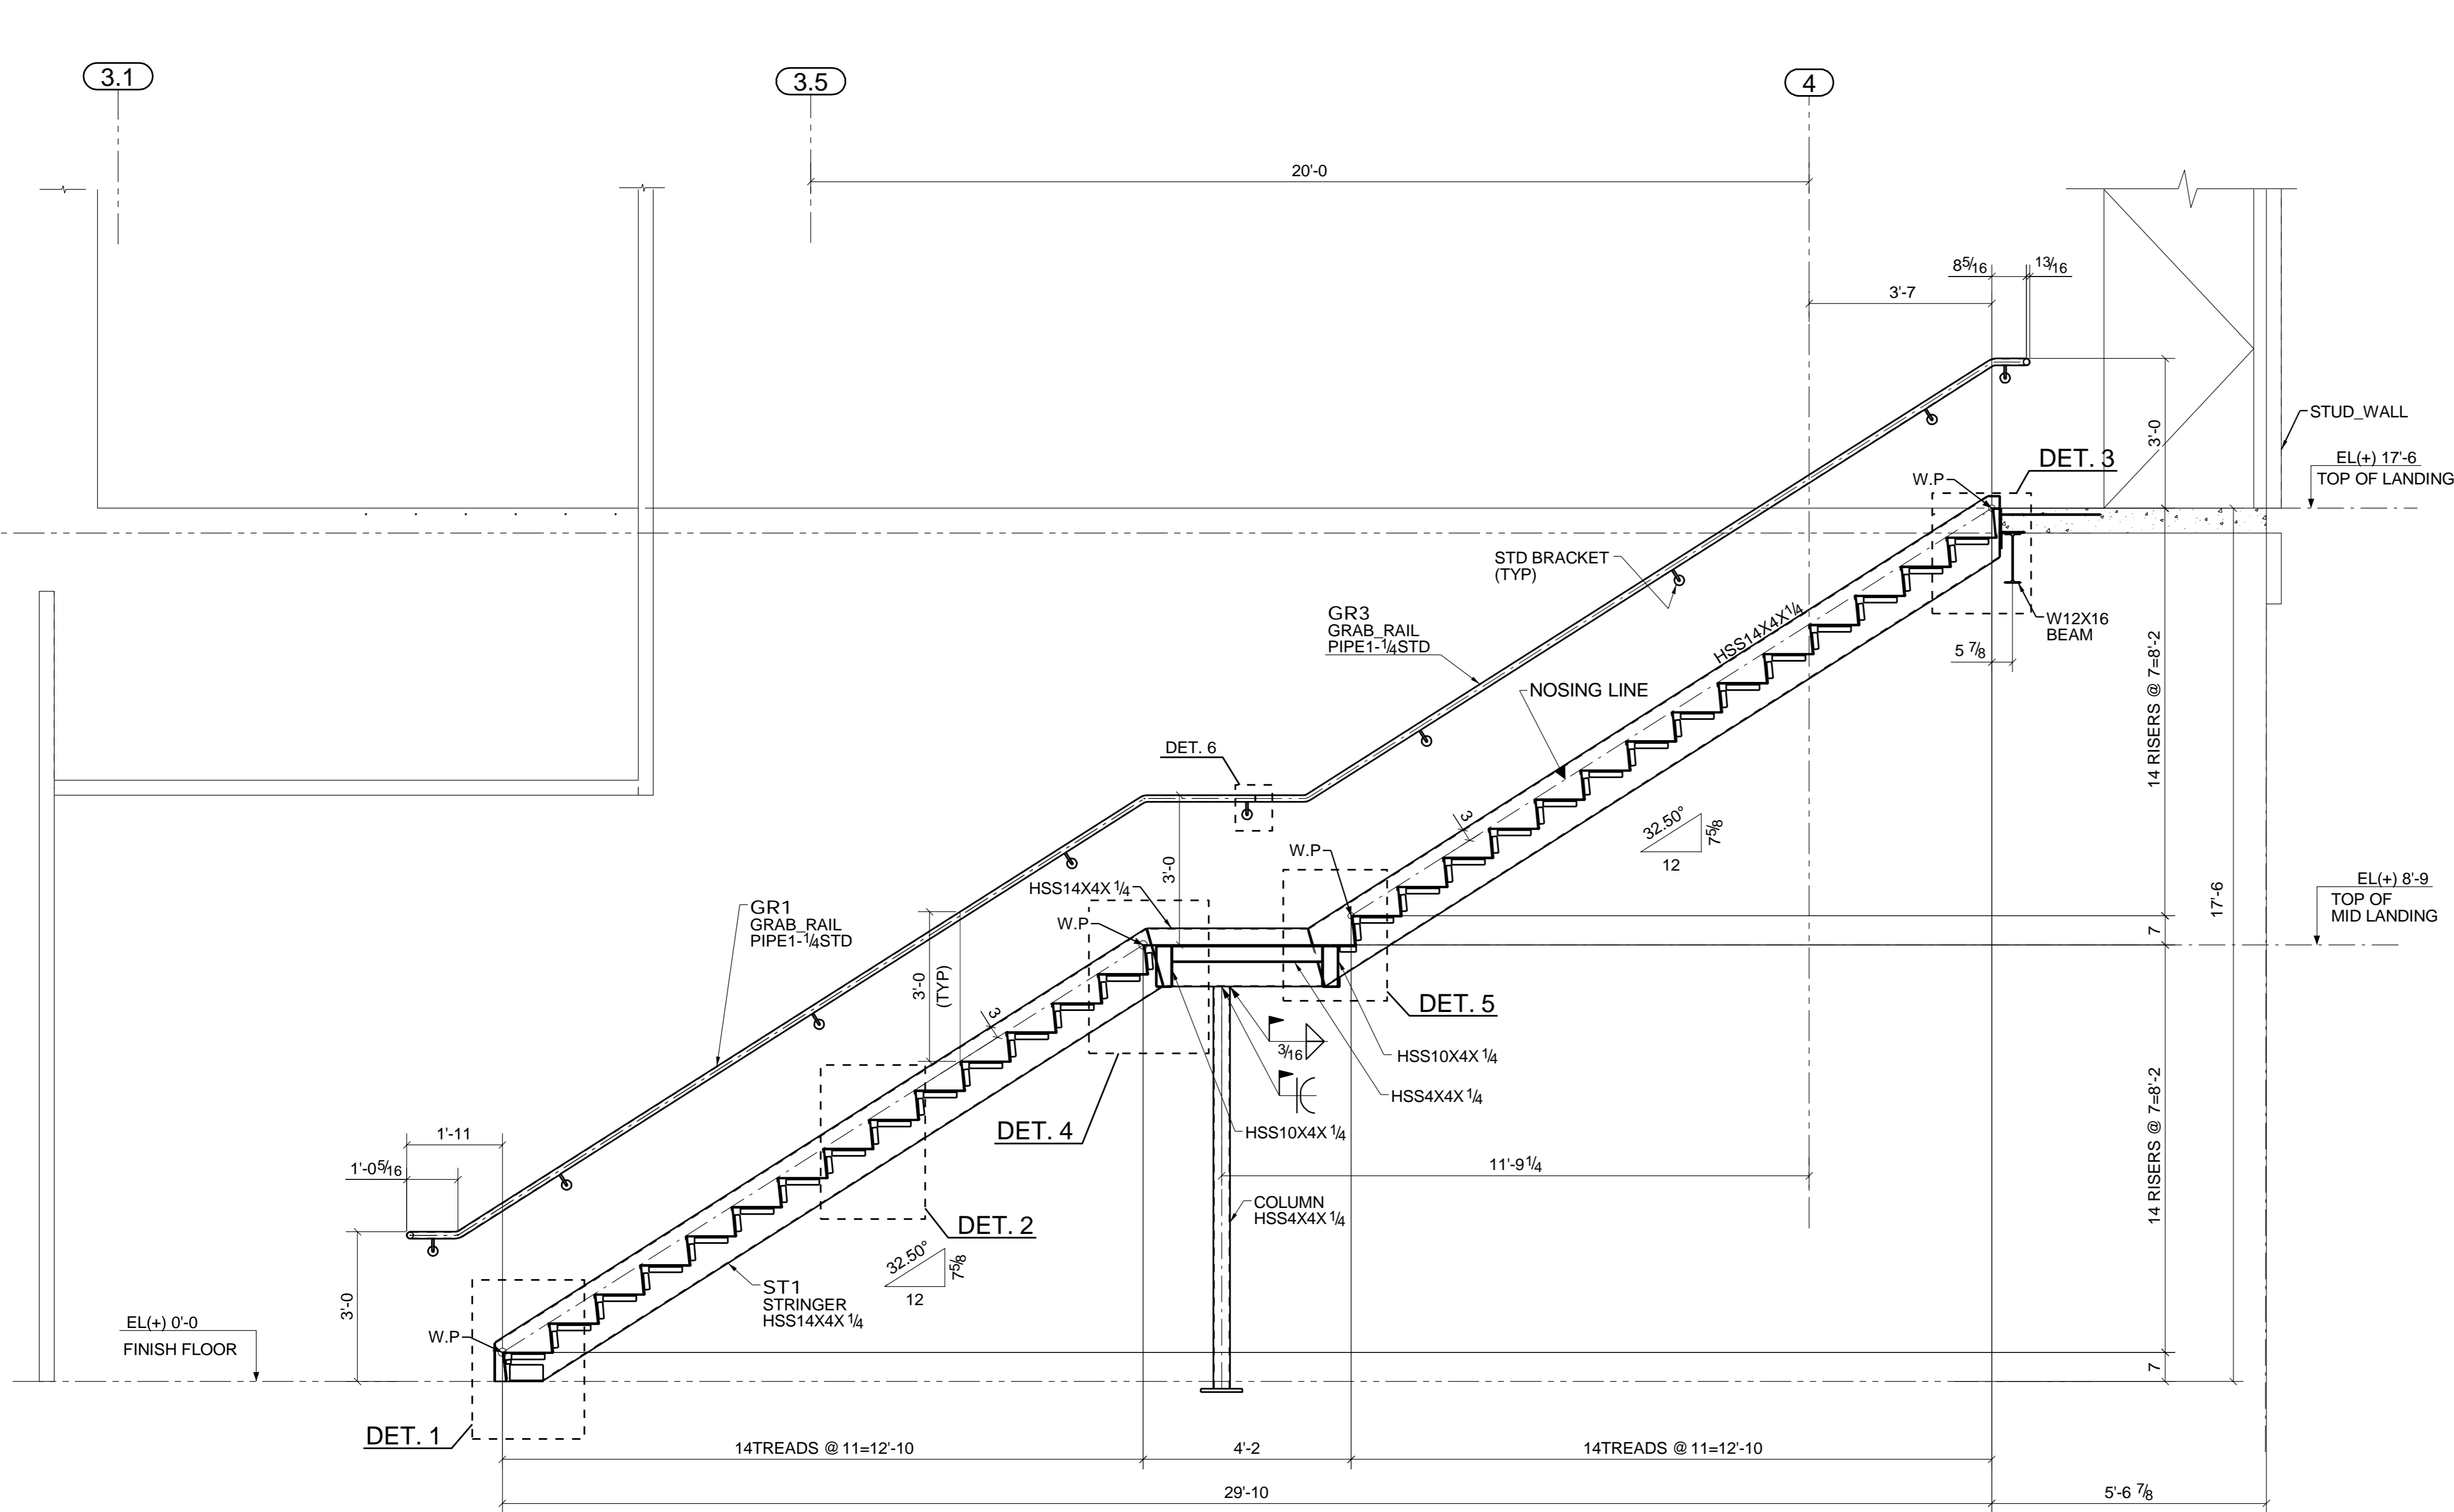 3.1
3.5
4
20'-0
8 5/16
13/16
3'-7
STUD_WALL
3'-0
DET. 3
EL(+) 17'-6
TOP OF LANDING
W.P
STD BRACKET
(TYP)
GR3
GRAB_RAIL
PIPE1-1/4STD
HSS14X4X1/4
W12X16
BEAM
5 7/8
NOSING LINE
14 RISERS @ 7=8'-2
DET. 6
3
32.50°
7 5/8
12
W.P
3'-0
HSS14X4X 1/4
W.P
EL(+) 8'-9
TOP OF
MID LANDING
17'-6
7
GR1
GRAB_RAIL
PIPE1-1/4STD
3'-0
(TYP)
3
DET. 5
3/16
HSS10X4X 1/4
HSS4X4X 1/4
DET. 4
HSS10X4X 1/4
14 RISERS @ 7=8'-2
1'-11
1'-0 5/16
11'-9 1/4
COLUMN
HSS4X4X 1/4
DET. 2
32.50°
7 5/8
12
ST1
STRINGER
HSS14X4X 1/4
3'-0
EL(+) 0'-0
FINISH FLOOR
W.P
7
DET. 1
14TREADS @ 11=12'-10
4'-2
14TREADS @ 11=12'-10
29'-10
5'-6 7/8